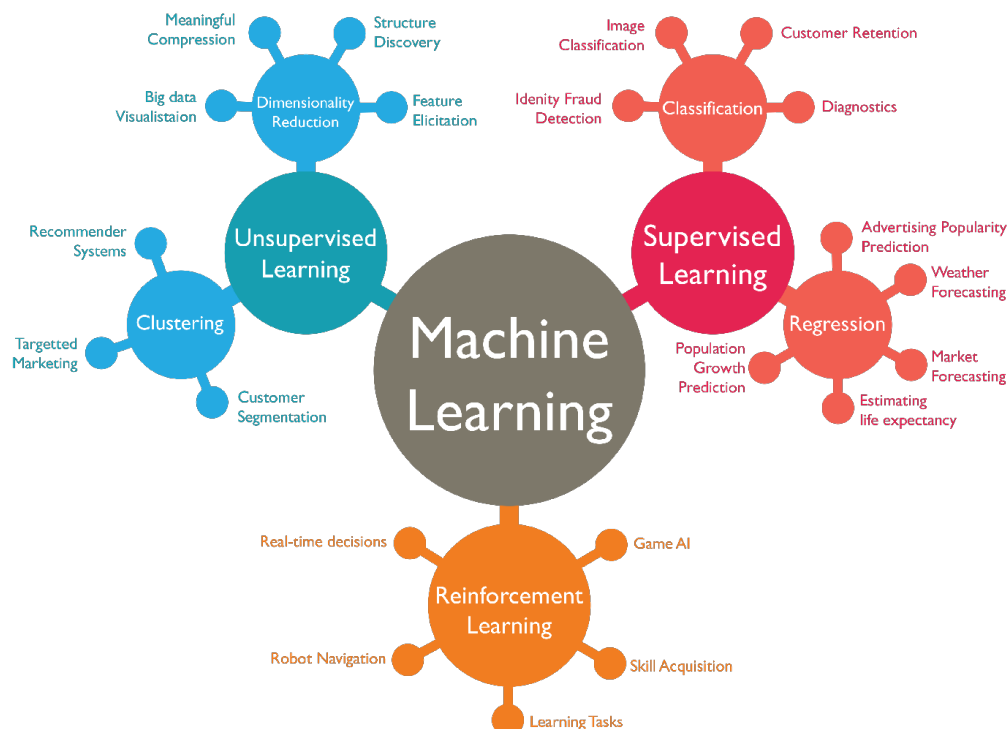 Meaningful
Compression
Structure
Discovery
Big data
Visualistaion
Dimensionality
Reduction
Feature
Elicitation
Image
Classification
Customer Retention
Idenity Fraud
Detection
Classification
Diagnostics
Recommender
Systems
Unsupervised
Learning
Clustering
Targetted
Marketing
Customer
Segmentation
Machine
Learning
Supervised
Learning
Advertising Popularity
Prediction
Weather
Forecasting
Regression
Population
Growth
Prediction
Market
Forecasting
Estimating
life expectancy
Real-time decisions
Game AI
Reinforcement
Learning
Robot Navigation
Skill Acquisition
Learning Tasks